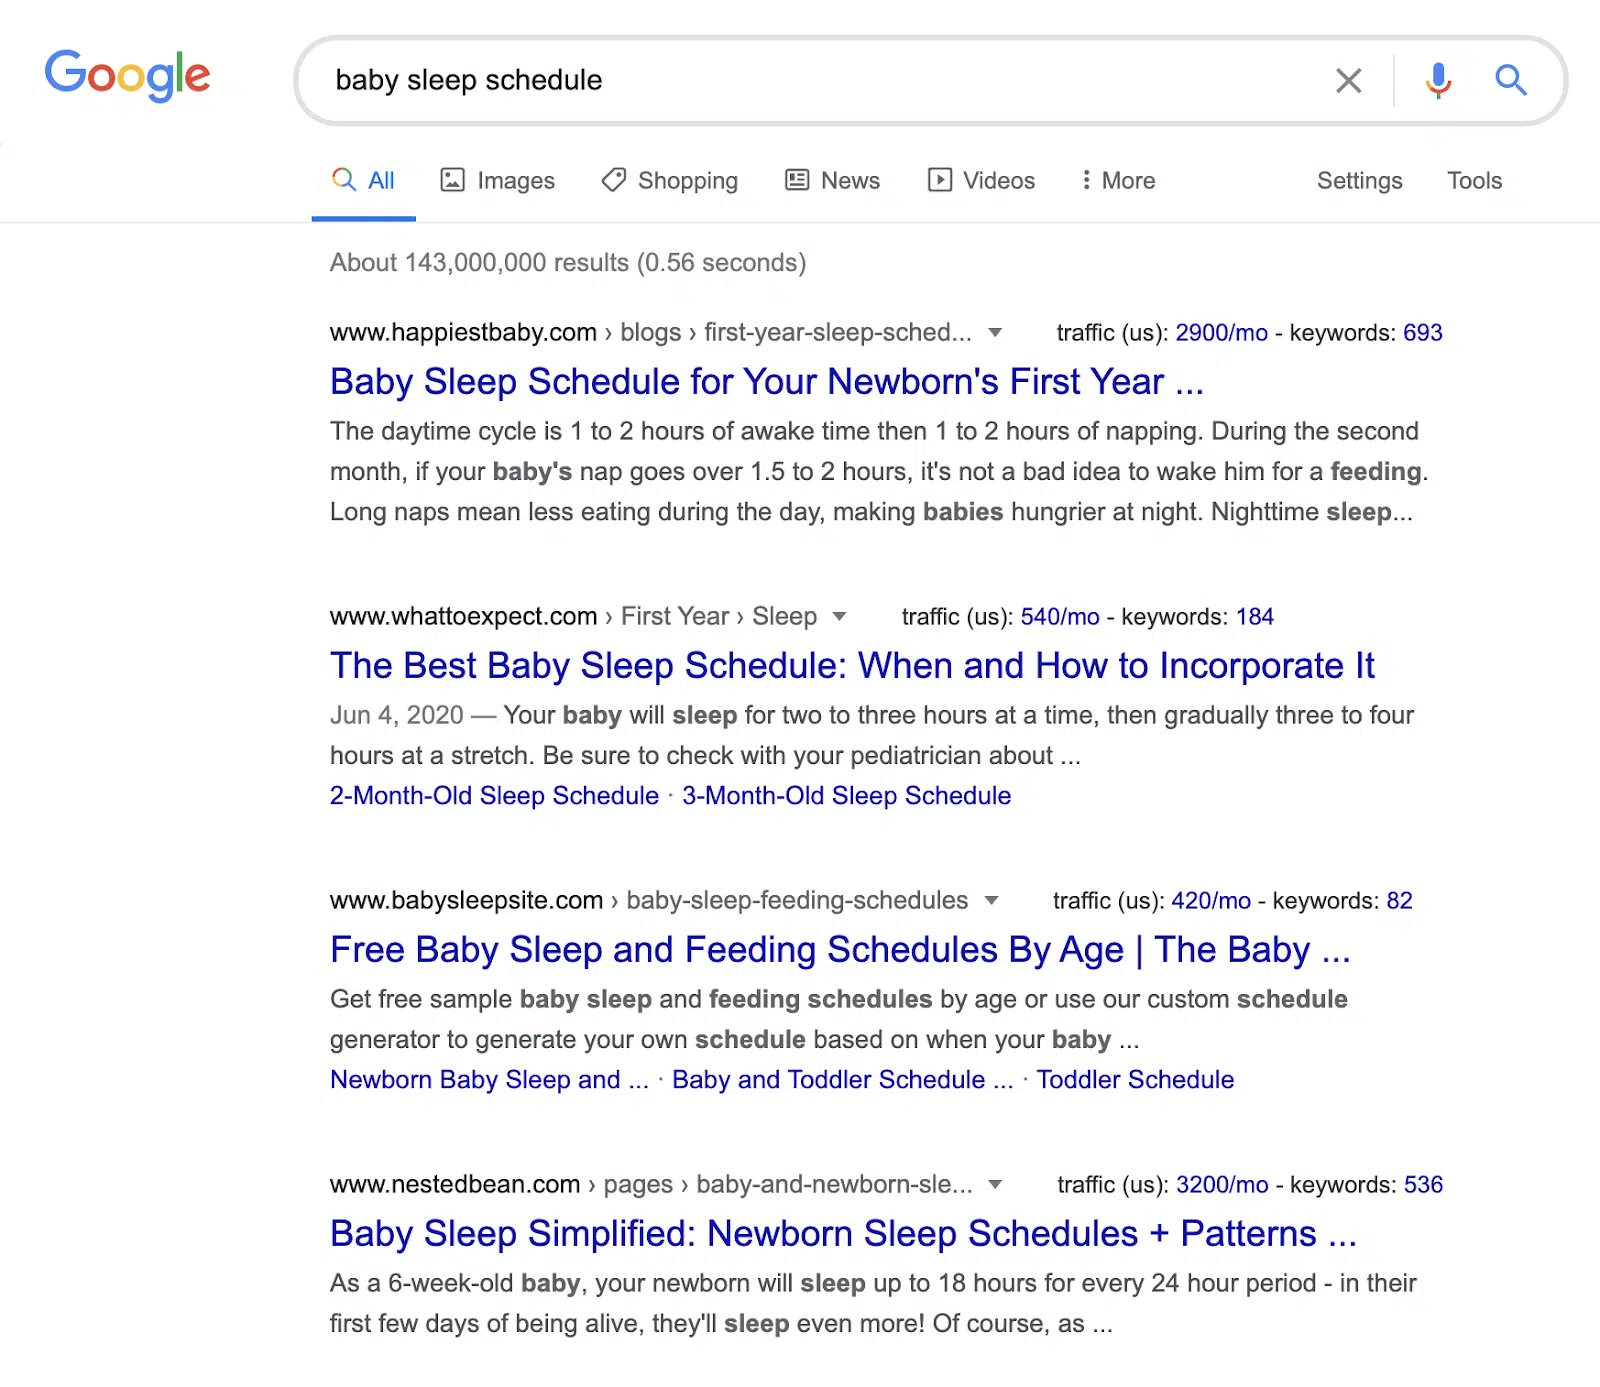 Google
baby sleep schedule
All Images Shopping News Videos More Settings Tools
About 143,000,000 results (0.56 seconds)
www.happiestbaby.com › blogs › first-year-sleep-sched... traffic (us): 2900/mo - keywords: 693
Baby Sleep Schedule for Your Newborn's First Year ...
The daytime cycle is 1 to 2 hours of awake time then 1 to 2 hours of napping. During the second
month, if your baby's nap goes over 1.5 to 2 hours, it's not a bad idea to wake him for a feeding.
Long naps mean less eating during the day, making babies hungrier at night. Nighttime sleep...
www.whattoexpect.com › First Year › Sleep traffic (us): 540/mo - keywords: 184
The Best Baby Sleep Schedule: When and How to Incorporate It
Jun 4, 2020 — Your baby will sleep for two to three hours at a time, then gradually three to four
hours at a stretch. Be sure to check with your pediatrician about ...
2-Month-Old Sleep Schedule · 3-Month-Old Sleep Schedule
www.babysleepsite.com › baby-sleep-feeding-schedules traffic (us): 420/mo - keywords: 82
Free Baby Sleep and Feeding Schedules By Age | The Baby ...
Get free sample baby sleep and feeding schedules by age or use our custom schedule
generator to generate your own schedule based on when your baby ...
Newborn Baby Sleep and ... · Baby and Toddler Schedule ... · Toddler Schedule
www.nestedbean.com › pages › baby-and-newborn-sle... traffic (us): 3200/mo - keywords: 536
Baby Sleep Simplified: Newborn Sleep Schedules + Patterns ...
As a 6-week-old baby, your newborn will sleep up to 18 hours for every 24 hour period - in their
first few days of being alive, they'll sleep even more! Of course, as ...